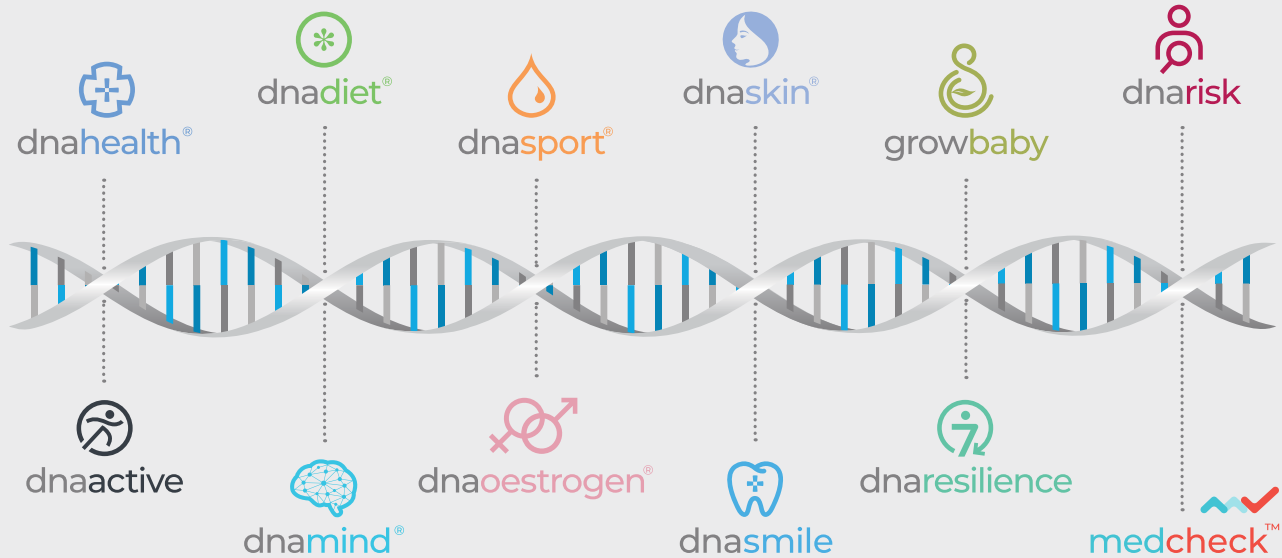 dnahealth®
dnadiet®
dnasport®
dnaskin®
growbaby
dnarisk
dnaactive
dnamind®
dnaoestrogen®
dnasmile
dnaresilience
medcheck™